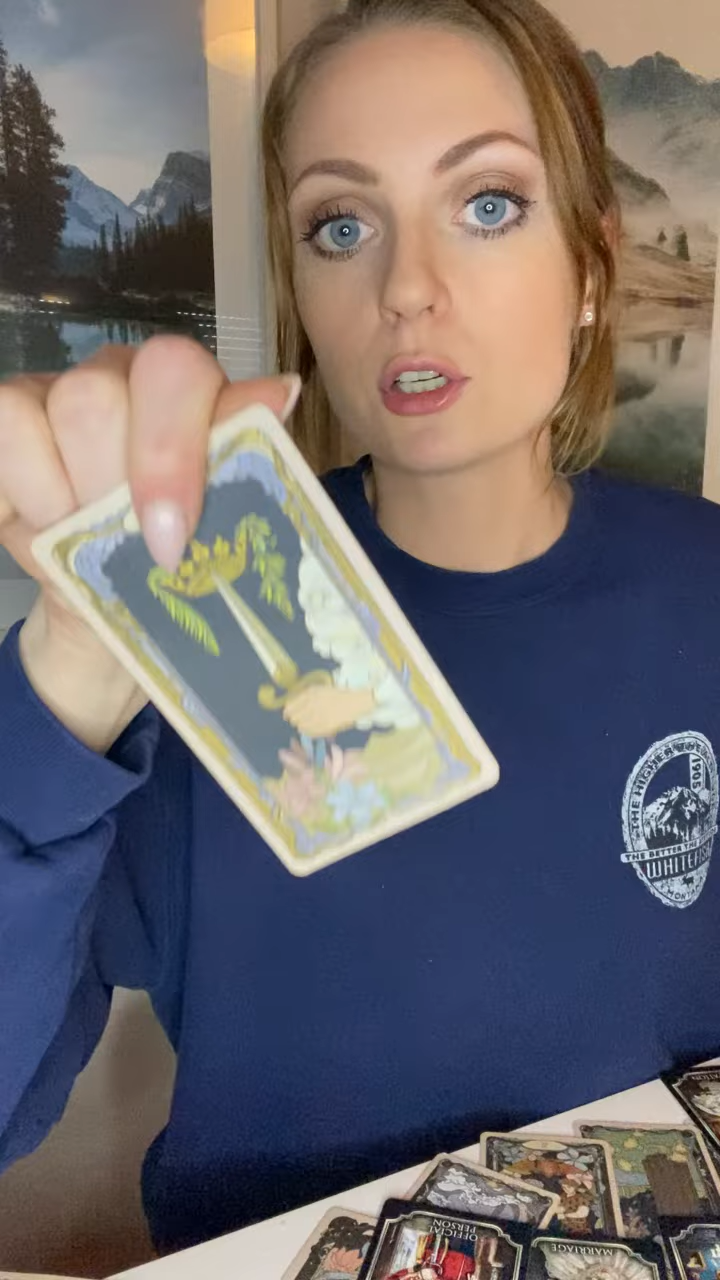 THE HIGHER THE
1905
THE BETTER THE
WHITEFISH
OFFICIAL
PERSON
MARRIAGE